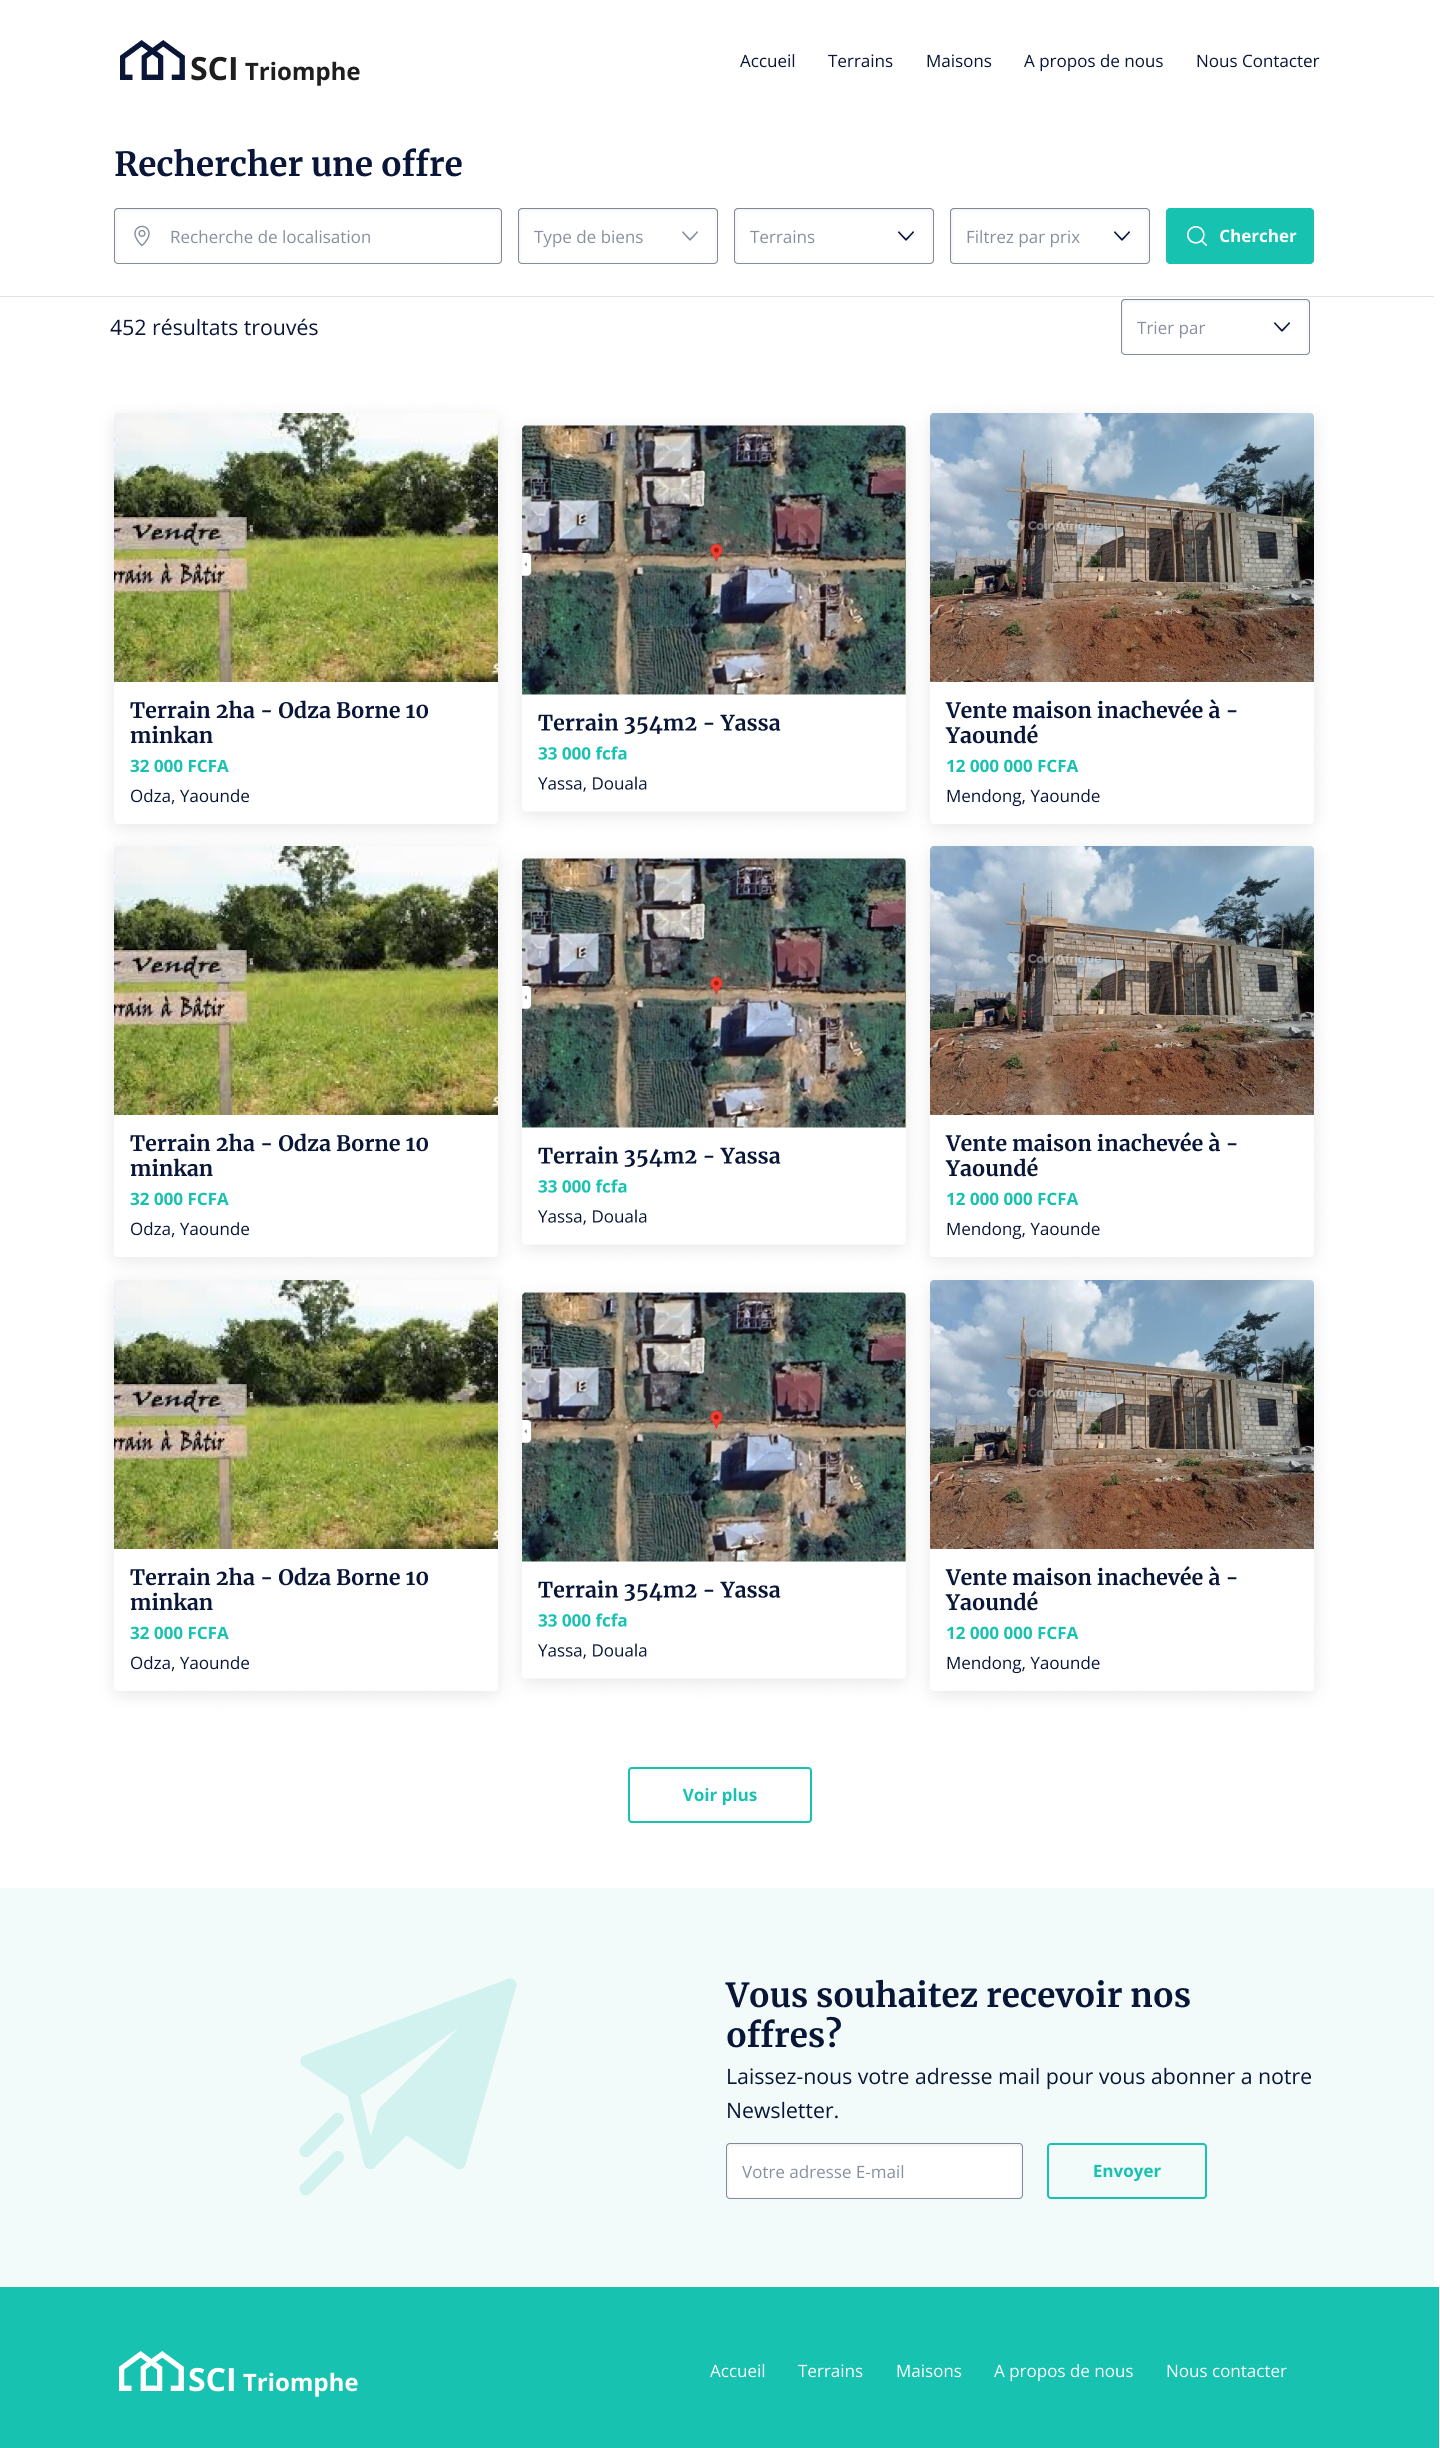 SCI Triomphe
Accueil Terrains Maisons A propos de nous Nous Contacter
Rechercher une offre
Recherche de localisation Type de biens Terrains Filtrez par prix Chercher
452 résultats trouvés Trier par
Vendre
rrain à Bâtir
CoinAfrique
Terrain 2ha - Odza Borne 10
minkan
32 000 FCFA
Odza, Yaounde
Terrain 354m2 - Yassa
33 000 fcfa
Yassa, Douala
Vente maison inachevée à -
Yaoundé
12 000 000 FCFA
Mendong, Yaounde
Vendre
rrain à Bâtir
CoinAfrique
Terrain 2ha - Odza Borne 10
minkan
32 000 FCFA
Odza, Yaounde
Terrain 354m2 - Yassa
33 000 fcfa
Yassa, Douala
Vente maison inachevée à -
Yaoundé
12 000 000 FCFA
Mendong, Yaounde
Vendre
rrain à Bâtir
CoinAfrique
Terrain 2ha - Odza Borne 10
minkan
32 000 FCFA
Odza, Yaounde
Terrain 354m2 - Yassa
33 000 fcfa
Yassa, Douala
Vente maison inachevée à -
Yaoundé
12 000 000 FCFA
Mendong, Yaounde
Voir plus
Vous souhaitez recevoir nos
offres?
Laissez-nous votre adresse mail pour vous abonner a notre
Newsletter.
Votre adresse E-mail Envoyer
SCI Triomphe
Accueil Terrains Maisons A propos de nous Nous contacter